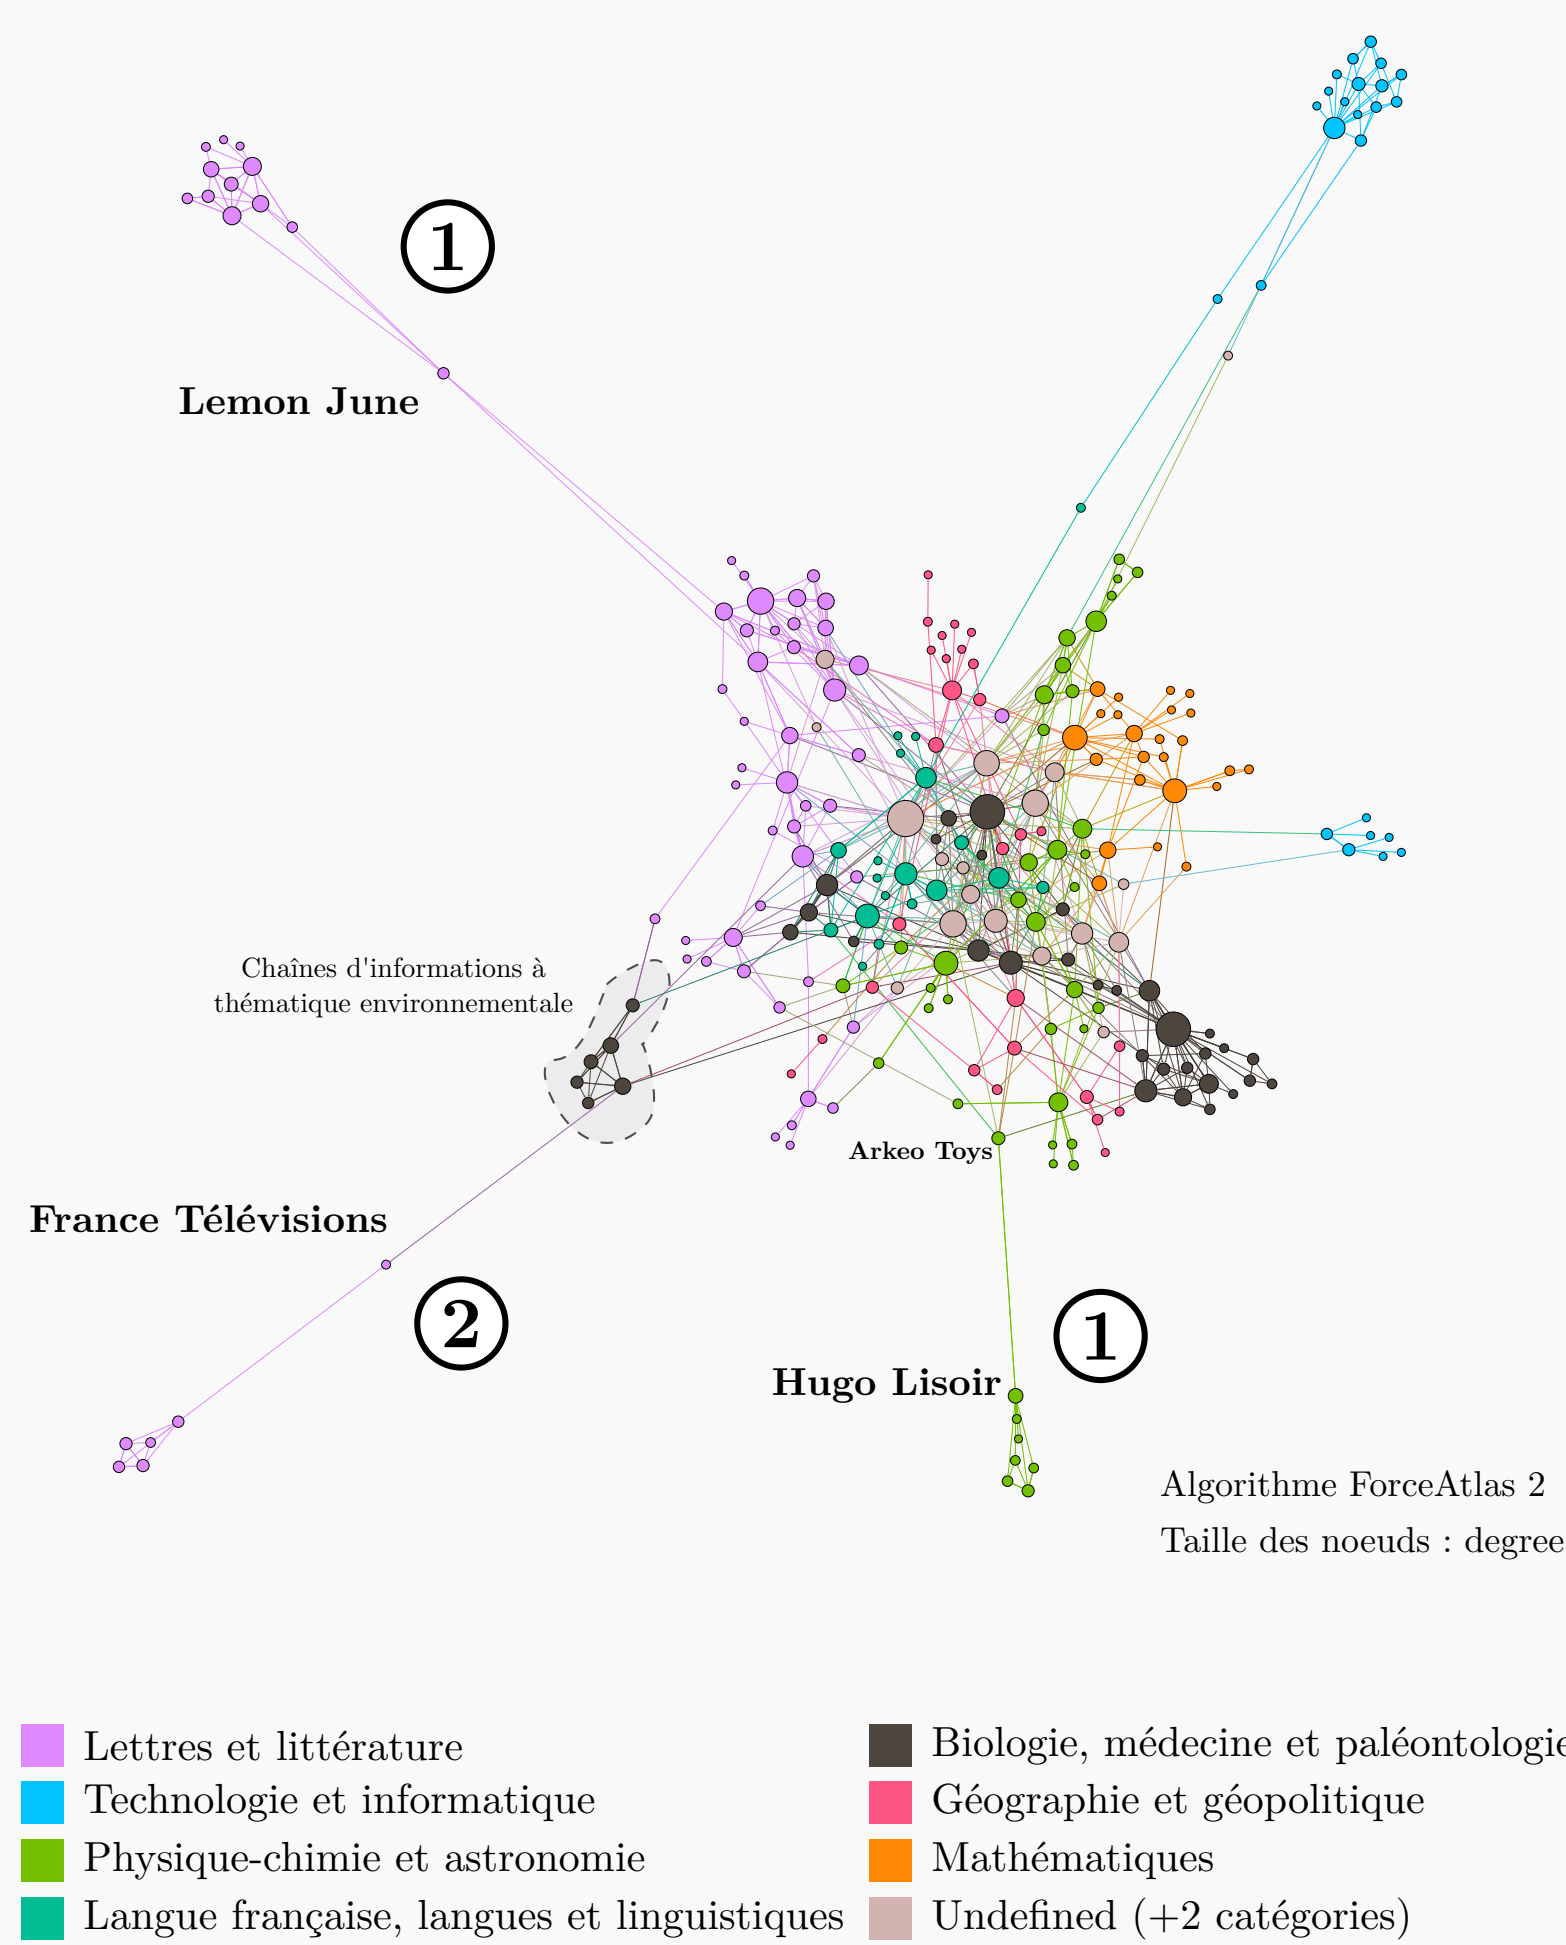 1
Lemon June
Chaînes d'informations à
thématique environnementale
Arkeo Toys
France Télévisions
2
1
Hugo Lisoir
Algorithme ForceAtlas 2
Taille des noeuds : degree
Lettres et littérature
Technologie et informatique
Physique-chimie et astronomie
Langue française, langues et linguistiques
Biologie, médecine et paléontologie
Géographie et géopolitique
Mathématiques
Undefined (+2 catégories)